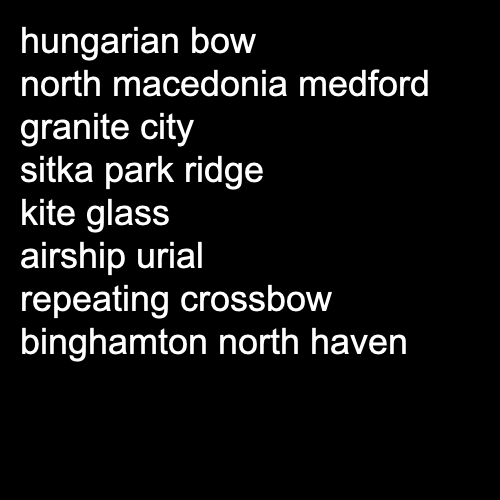 hungarian bow
north macedonia medford
granite city
sitka park ridge
kite glass
airship urial
repeating crossbow
binghamton north haven